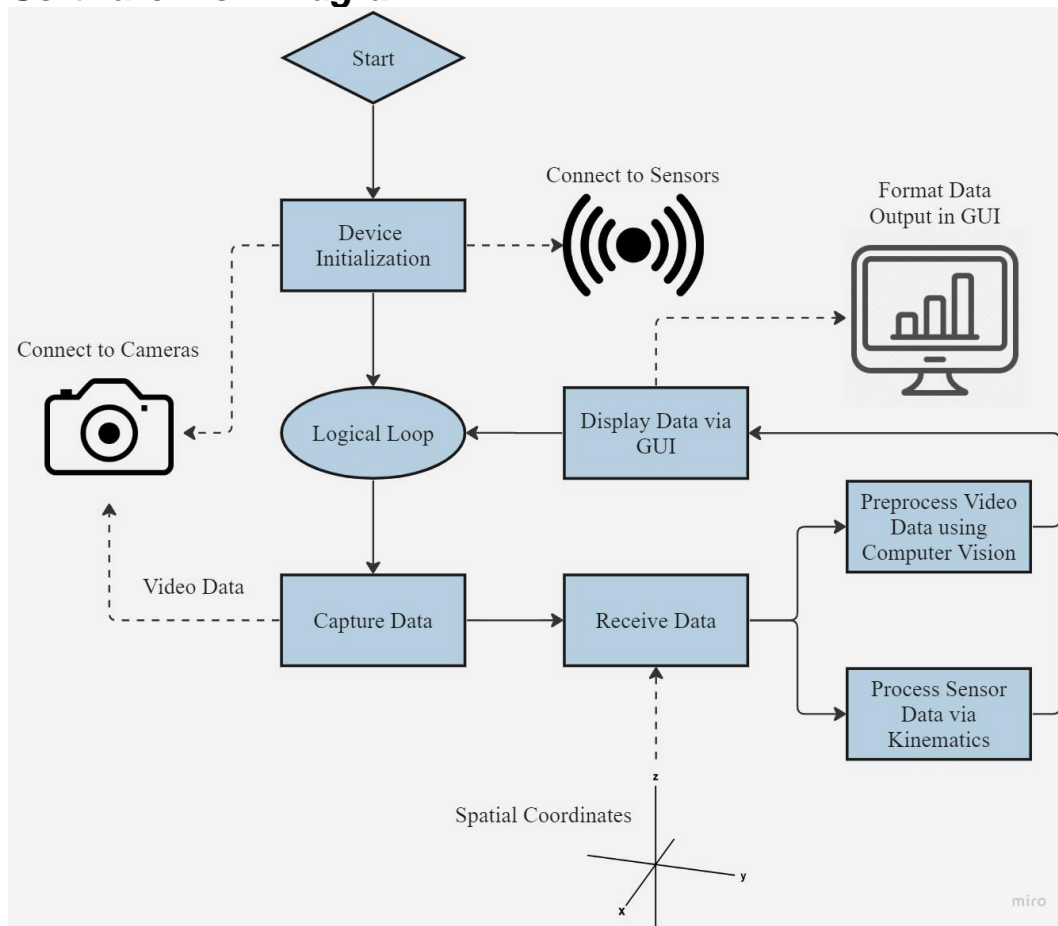 Start
Connect to Sensors
Format Data
Output in GUI
Device
Initialization
Connect to Cameras
Logical Loop
Display Data via
GUI
Preprocess Video
Data using
Computer Vision
Video Data
Capture Data
Receive Data
Process Sensor
Data via
Kinematics
z
Spatial Coordinates
y
x
miro